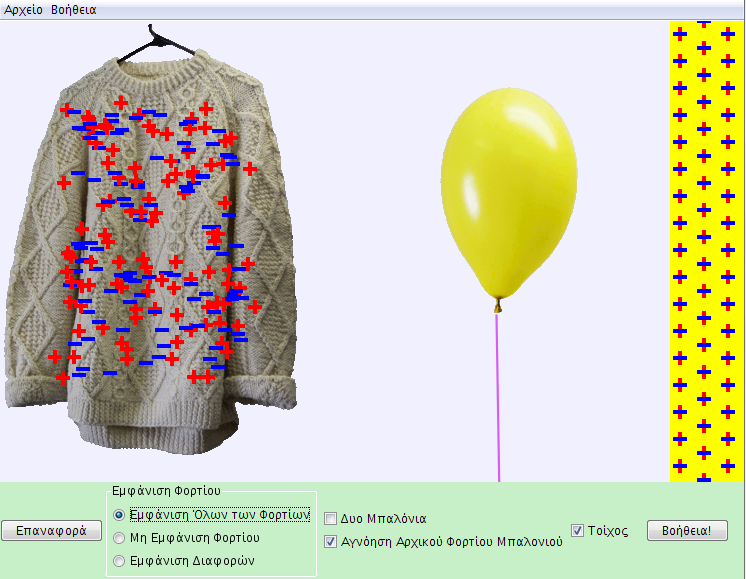 Αρχείο Βοήθεια
Εμφάνιση Φορτίου
Εμφάνιση Όλων των Φορτίων
Μη Εμφάνιση Φορτίου
Εμφάνιση Διαφορών
Επαναφορά
Δυο Μπαλόνια
Αγνόηση Αρχικού Φορτίου Μπαλονιού
Τοίχος
Βοήθεια!